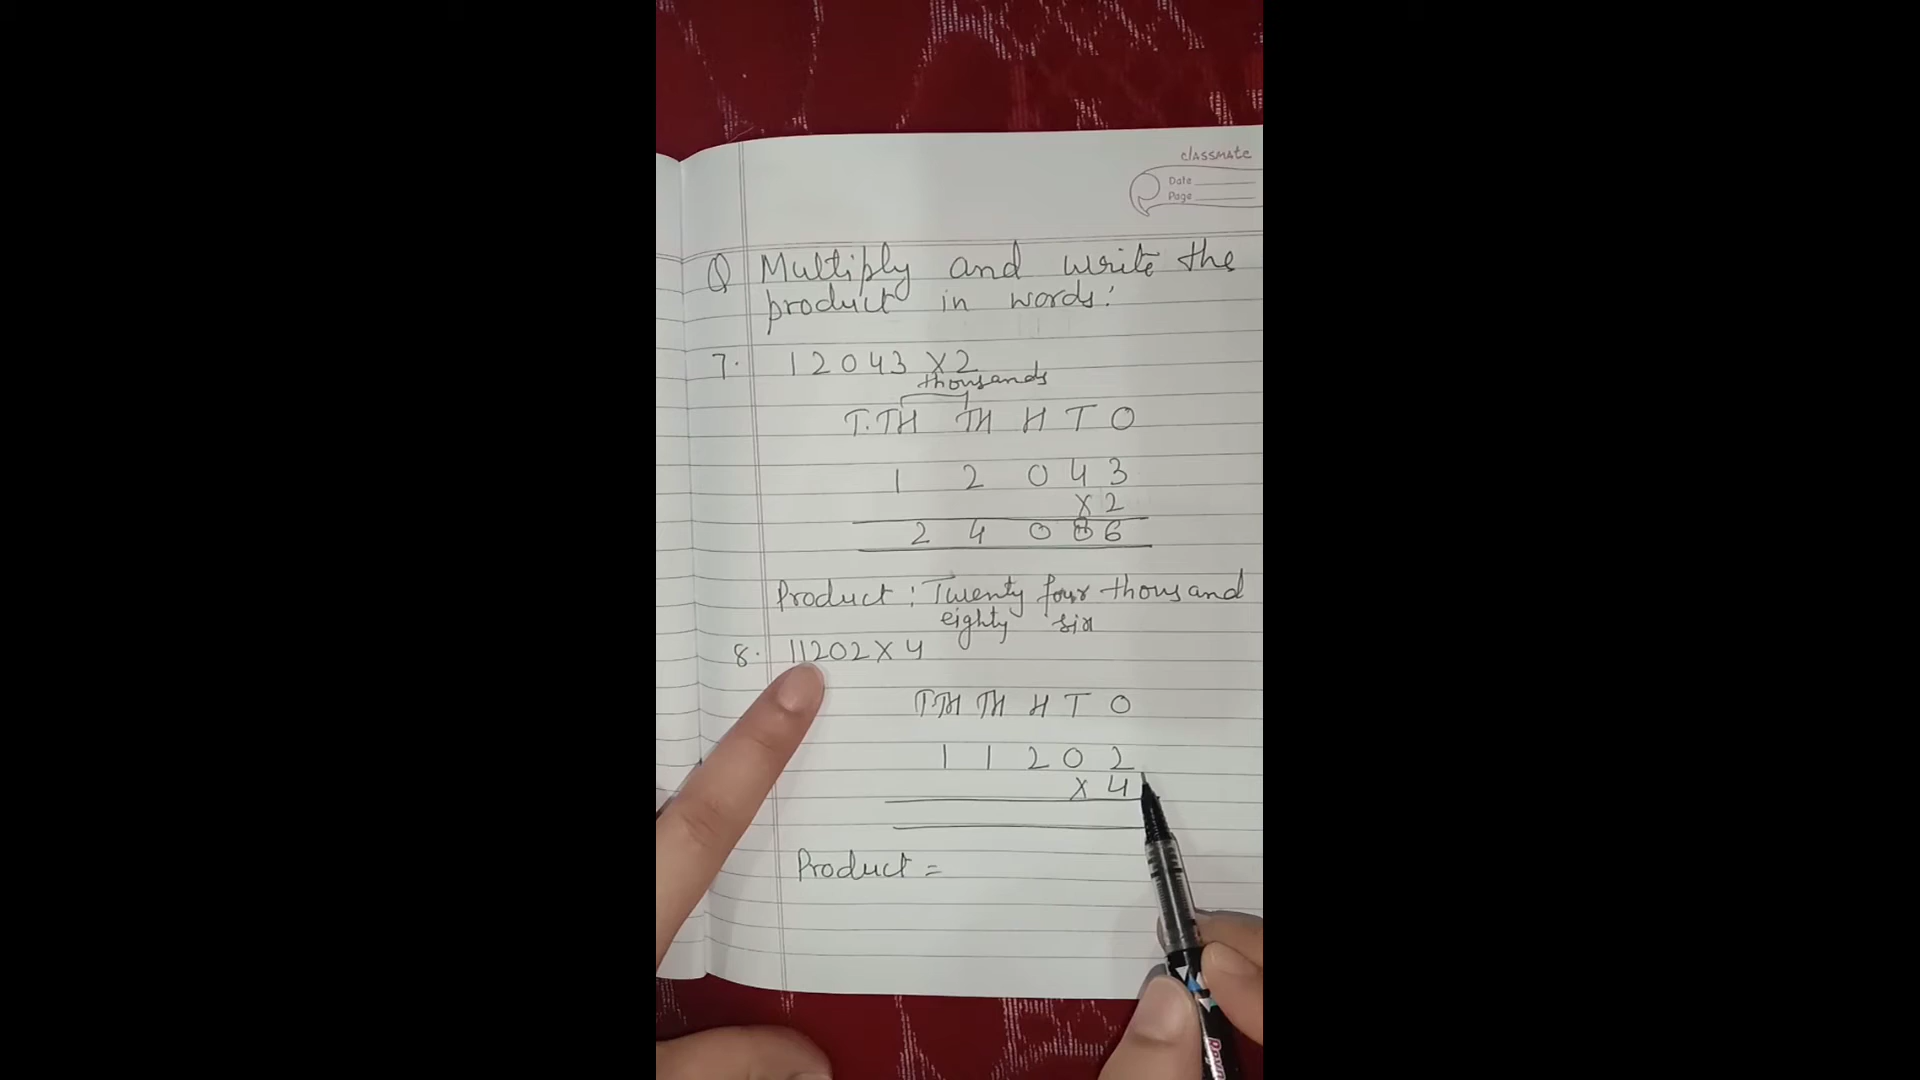 classmate
Date
Page
Q Multiply and write the
product in words:
7. 12043 X 2
thousands
T.TH TH H T O
1 2 0 4 3
X 2
2 4 0 8 6
Product : Twenty four thousand
eighty six
8. 11202 X 4
T.TH TH H T O
1 1 2 0 2
X 4
Product =